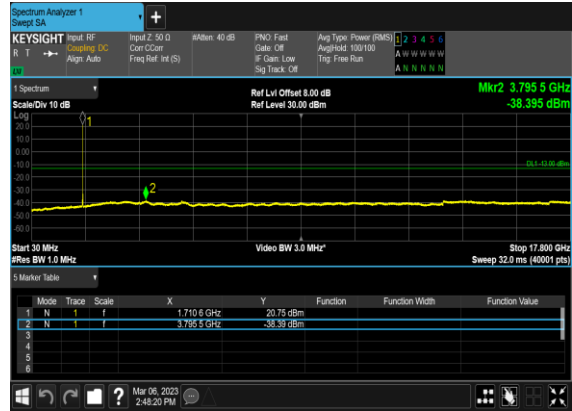 Spectrum Analyzer 1
Swept SA
+
KEYSIGHT Input: RF Input Z: 50 Ω #Atten: 40 dB PNO: Fast Avg Type: Power (RMS) 1 2 3 4 5 6
R T Coupling: DC Corr CCorr Gate: Off Avg|Hold: 100/100 A W W W W W
Align: Auto Freq Ref: Int (S) IF Gain: Low Trig: Free Run
Sig Track: Off A N N N N N
1 Spectrum Ref Lvl Offset 8.00 dB Mkr2 3.795 5 GHz
Scale/Div 10 dB Ref Level 30.00 dBm -38.395 dBm
Log
1
20.0
10.0
0.00
-10.0 DL1 -13.00 dBm
-20.0
-30.0 2
-40.0
-50.0
-60.0
Start 30 MHz Video BW 3.0 MHz* Stop 17.800 GHz
#Res BW 1.0 MHz Sweep 32.0 ms (40001 pts)
5 Marker Table
Mode Trace Scale X Y Function Function Width Function Value
1 N 1 f 1.710 6 GHz 20.75 dBm
2 N 1 f 3.795 5 GHz -38.39 dBm
3
4
5
6
? Mar 06, 2023
2:48:20 PM